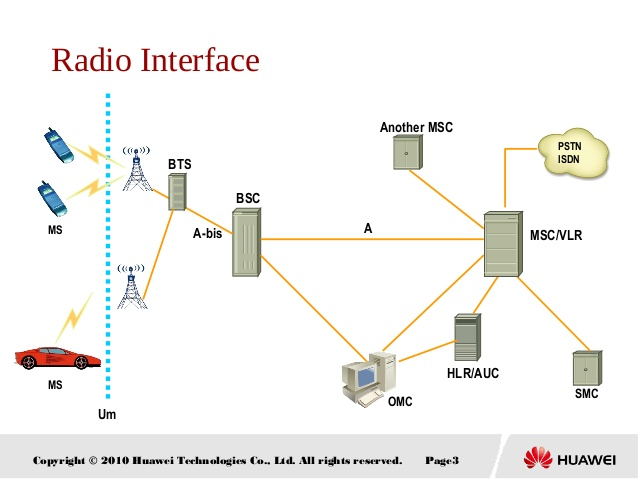 Radio Interface
Another MSC
PSTN
ISDN
BTS
BSC
MS
A-bis
A
MSC/VLR
HLR/AUC
MS
OMC
SMC
Um
Copyright © 2010 Huawei Technologies Co., Ltd. All rights reserved. Page3
HUAWEI